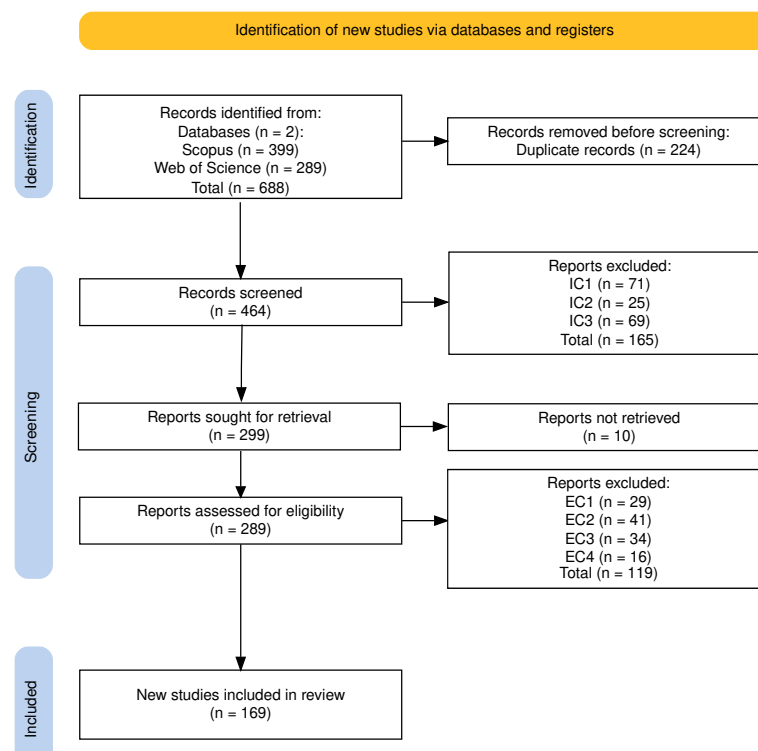 Identification of new studies via databases and registers
Identification
Records identified from:
Databases (n = 2):
Scopus (n = 399)
Web of Science (n = 289)
Total (n = 688)
Records removed before screening:
Duplicate records (n = 224)
Screening
Records screened
(n = 464)
Reports excluded:
IC1 (n = 71)
IC2 (n = 25)
IC3 (n = 69)
Total (n = 165)
Reports sought for retrieval
(n = 299)
Reports not retrieved
(n = 10)
Reports assessed for eligibility
(n = 289)
Reports excluded:
EC1 (n = 29)
EC2 (n = 41)
EC3 (n = 34)
EC4 (n = 16)
Total (n = 119)
Included
New studies included in review
(n = 169)